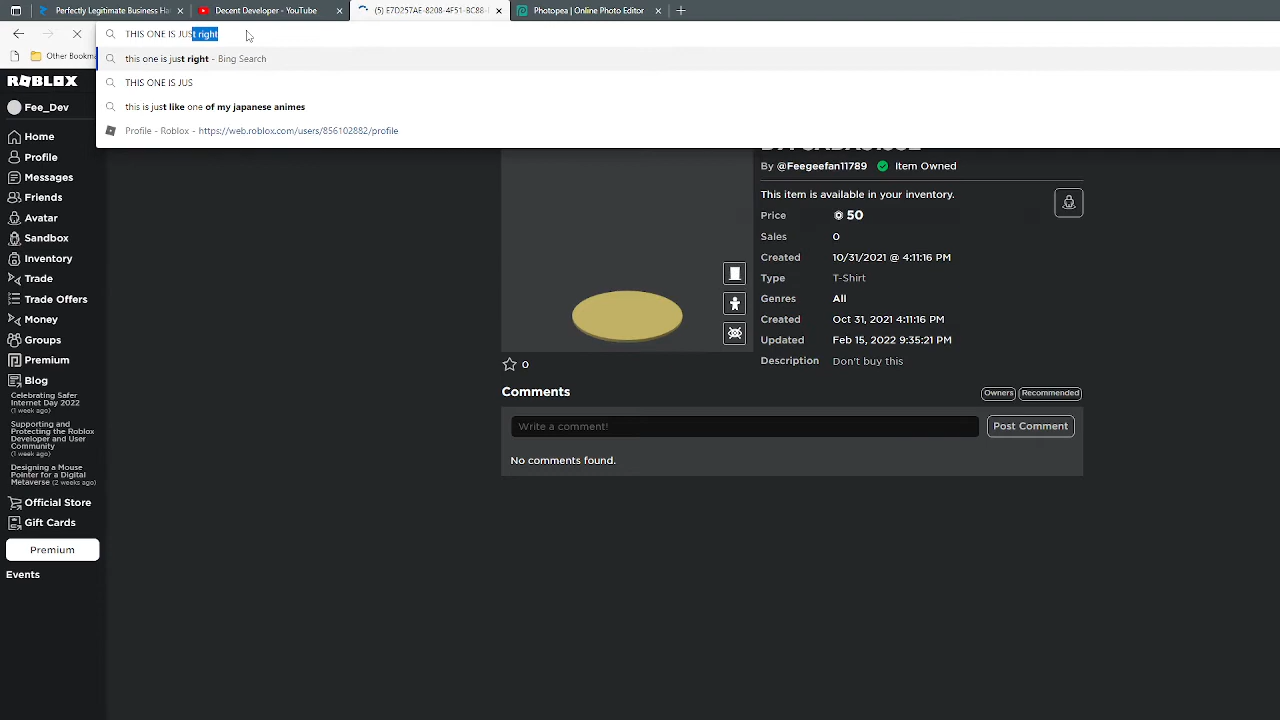 Perfectly Legitimate Business Ha
Decent Developer - YouTube
(5) E7D257AE-8208-4F51-BC88-
Photopea | Online Photo Editor
THIS ONE IS JUSt right
Other Bookma
this one is just right - Bing Search
THIS ONE IS JUS
this is just like one of my japanese animes
Profile - Roblox - https://web.roblox.com/users/856102882/profile
ROBLOX
Fee_Dev
Home
Profile
Messages
Friends
Avatar
Sandbox
Inventory
Trade
Trade Offers
Money
Groups
Premium
Blog
Celebrating Safer
Internet Day 2022
(1 week ago)
Supporting and
Protecting the Roblox
Developer and User
Community
(1 week ago)
Designing a Mouse
Pointer for a Digital
Metaverse (2 weeks ago)
Official Store
Gift Cards
Premium
Events
By @Feegeefan11789 Item Owned
This item is available in your inventory.
Price 50
Sales 0
Created 10/31/2021 @ 4:11:16 PM
Type T-Shirt
Genres All
Created Oct 31, 2021 4:11:16 PM
Updated Feb 15, 2022 9:35:21 PM
Description Don't buy this
0
Comments
Owners
Recommended
Write a comment!
Post Comment
No comments found.